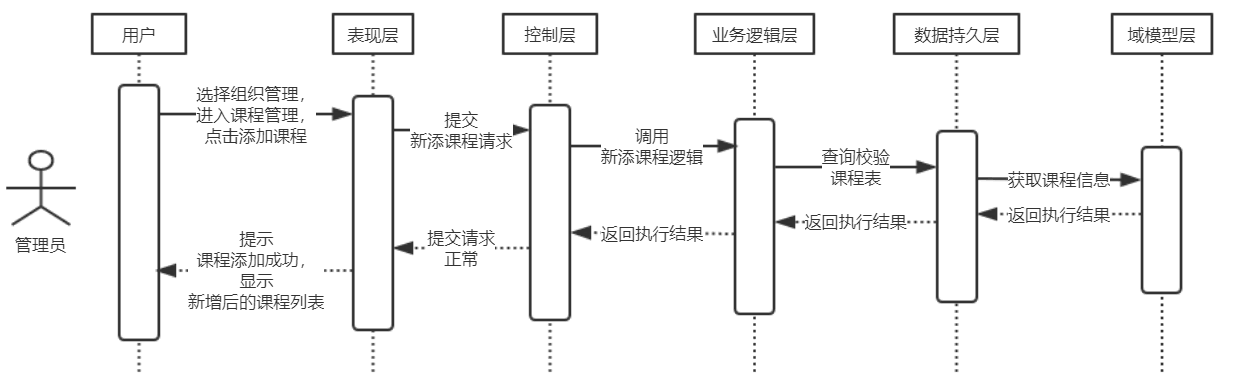 用户
表现层
控制层
业务逻辑层
数据持久层
域模型层
选择组织管理，
进入课程管理，
点击添加课程
提交
新添课程请求
调用
新添课程逻辑
查询校验
课程表
获取课程信息
返回执行结果
返回执行结果
返回执行结果
提交请求
正常
提示
课程添加成功，
显示
新增后的课程列表
管理员